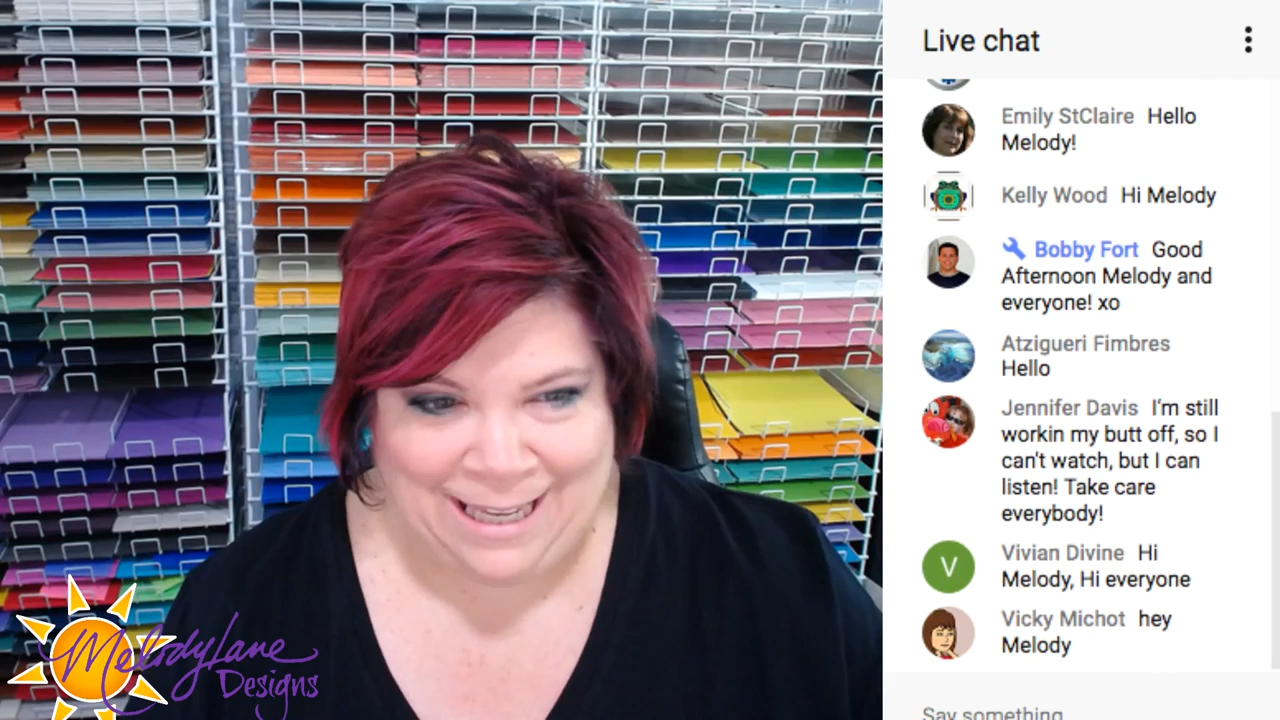 Live chat
Emily StClaire Hello
Melody!
Kelly Wood Hi Melody
Bobby Fort Good
Afternoon Melody and
everyone! xo
Atzigueri Fimbres
Hello
Jennifer Davis I'm still
workin my butt off, so I
can't watch, but I can
listen! Take care
everybody!
V
Vivian Divine Hi
Melody, Hi everyone
Vicky Michot hey
Melody
Say something
MelodyLane
Designs